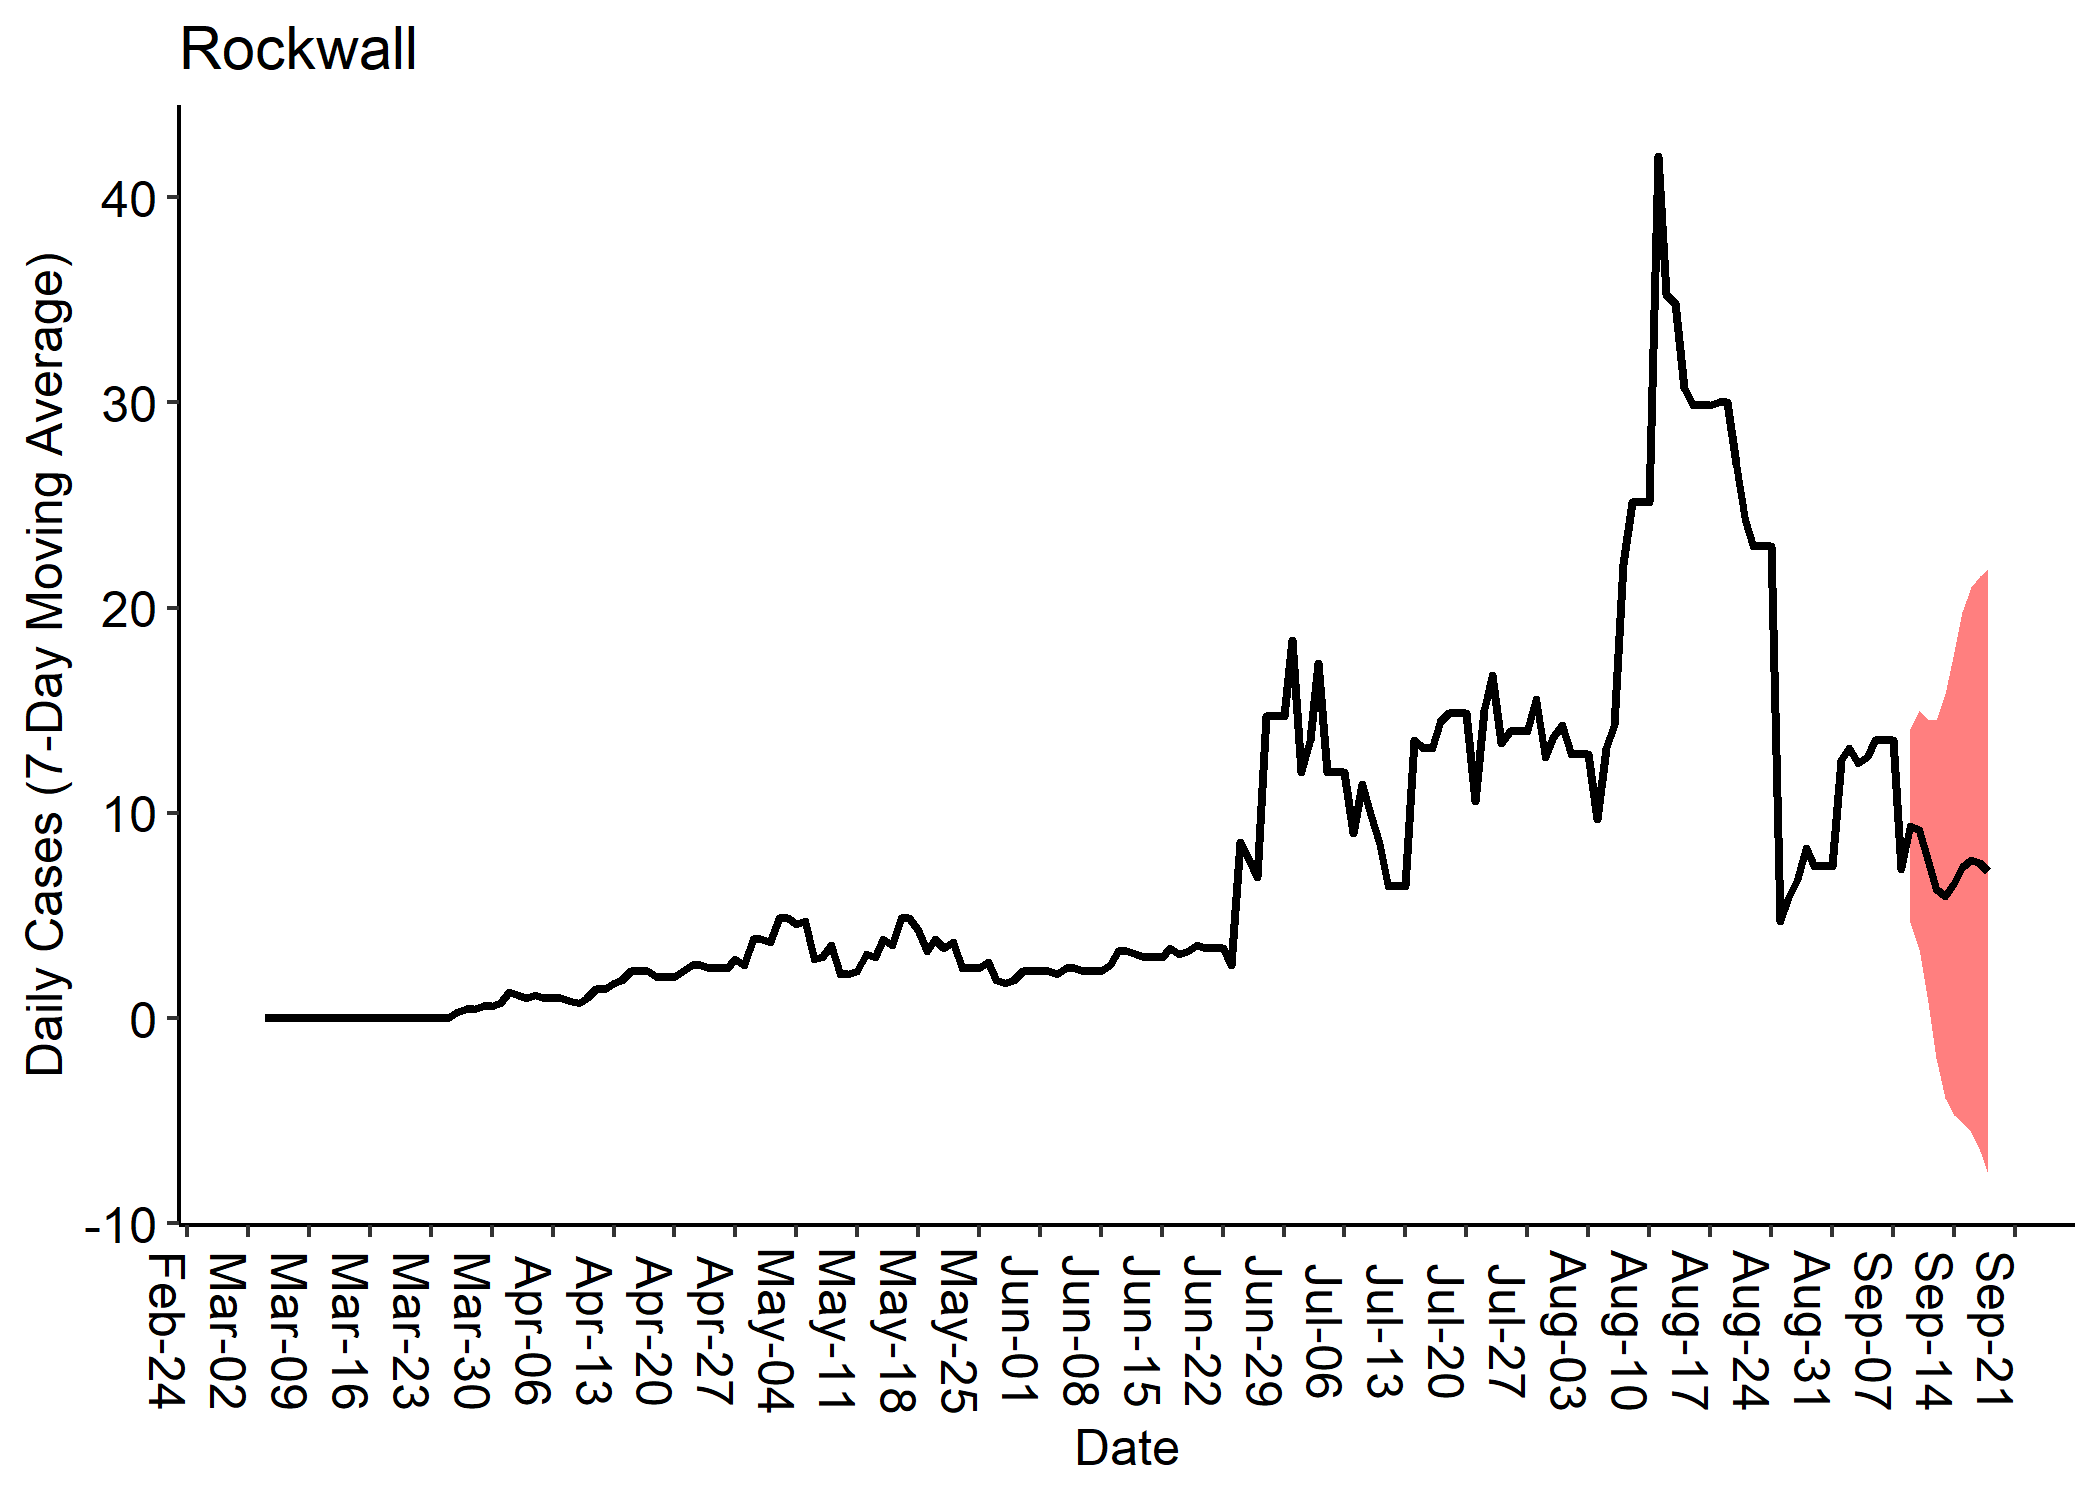 Rockwall
Daily Cases (7-Day Moving Average)
40
30
20
10
0
-10
Feb-24
Mar-02
Mar-09
Mar-16
Mar-23
Mar-30
Apr-06
Apr-13
Apr-20
Apr-27
May-04
May-11
May-18
May-25
Jun-01
Jun-08
Jun-15
Jun-22
Jun-29
Jul-06
Jul-13
Jul-20
Jul-27
Aug-03
Aug-10
Aug-17
Aug-24
Aug-31
Sep-07
Sep-14
Sep-21
Date